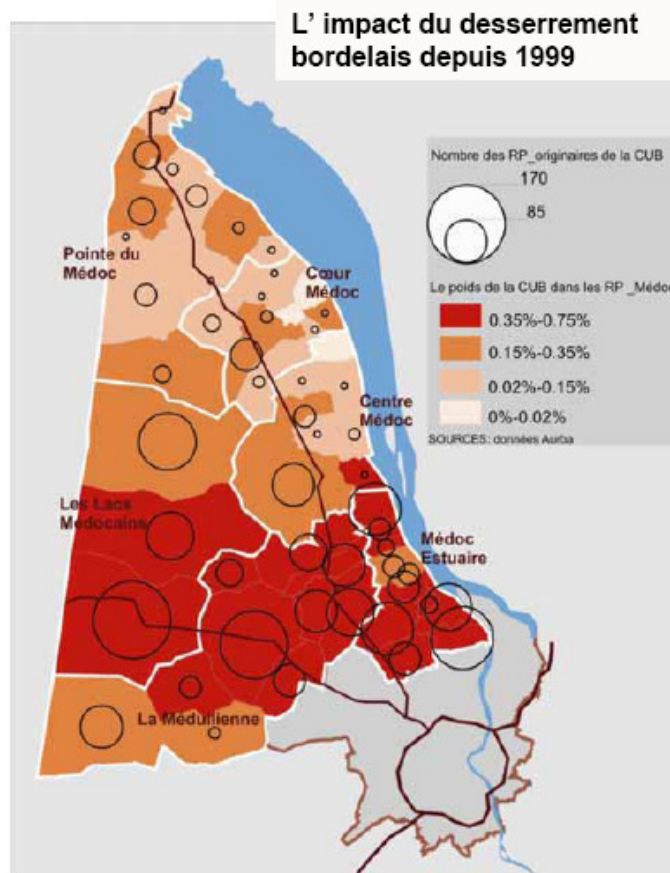 L' impact du desserrement
bordelais depuis 1999
Nombre des RP_originaires de la CUB
170
85
Le poids de la CUB dans les RP_Médoc
0.35%-0.75%
0.15%-0.35%
0.02%-0.15%
0%-0.02%
SOURCES: données Aurba
Pointe du
Médoc
Cœur
Médoc
Centre
Médoc
Les Lacs
Médocains
Médoc
Estuaire
La Médullienne